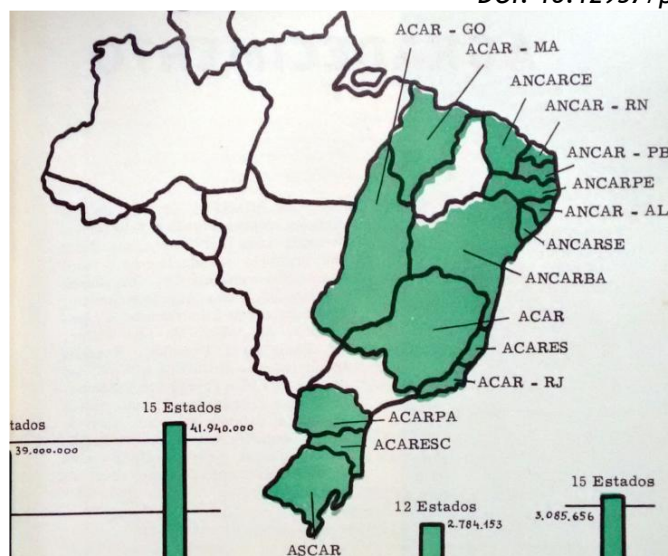 DOI: 10.12957/p
ACAR - GO
ACAR - MA
ANCARCE
ANCAR - RN
ANCAR - PB
ANCARPE
ANCAR - AL
ANCARSE
ANCARBA
ACAR
ACARES
ACAR - RJ
ACARPA
ACARESC
ASCAR
tados
39.000.000
15 Estados
41.940.000
12 Estados
2.784.153
15 Estados
3.085.656